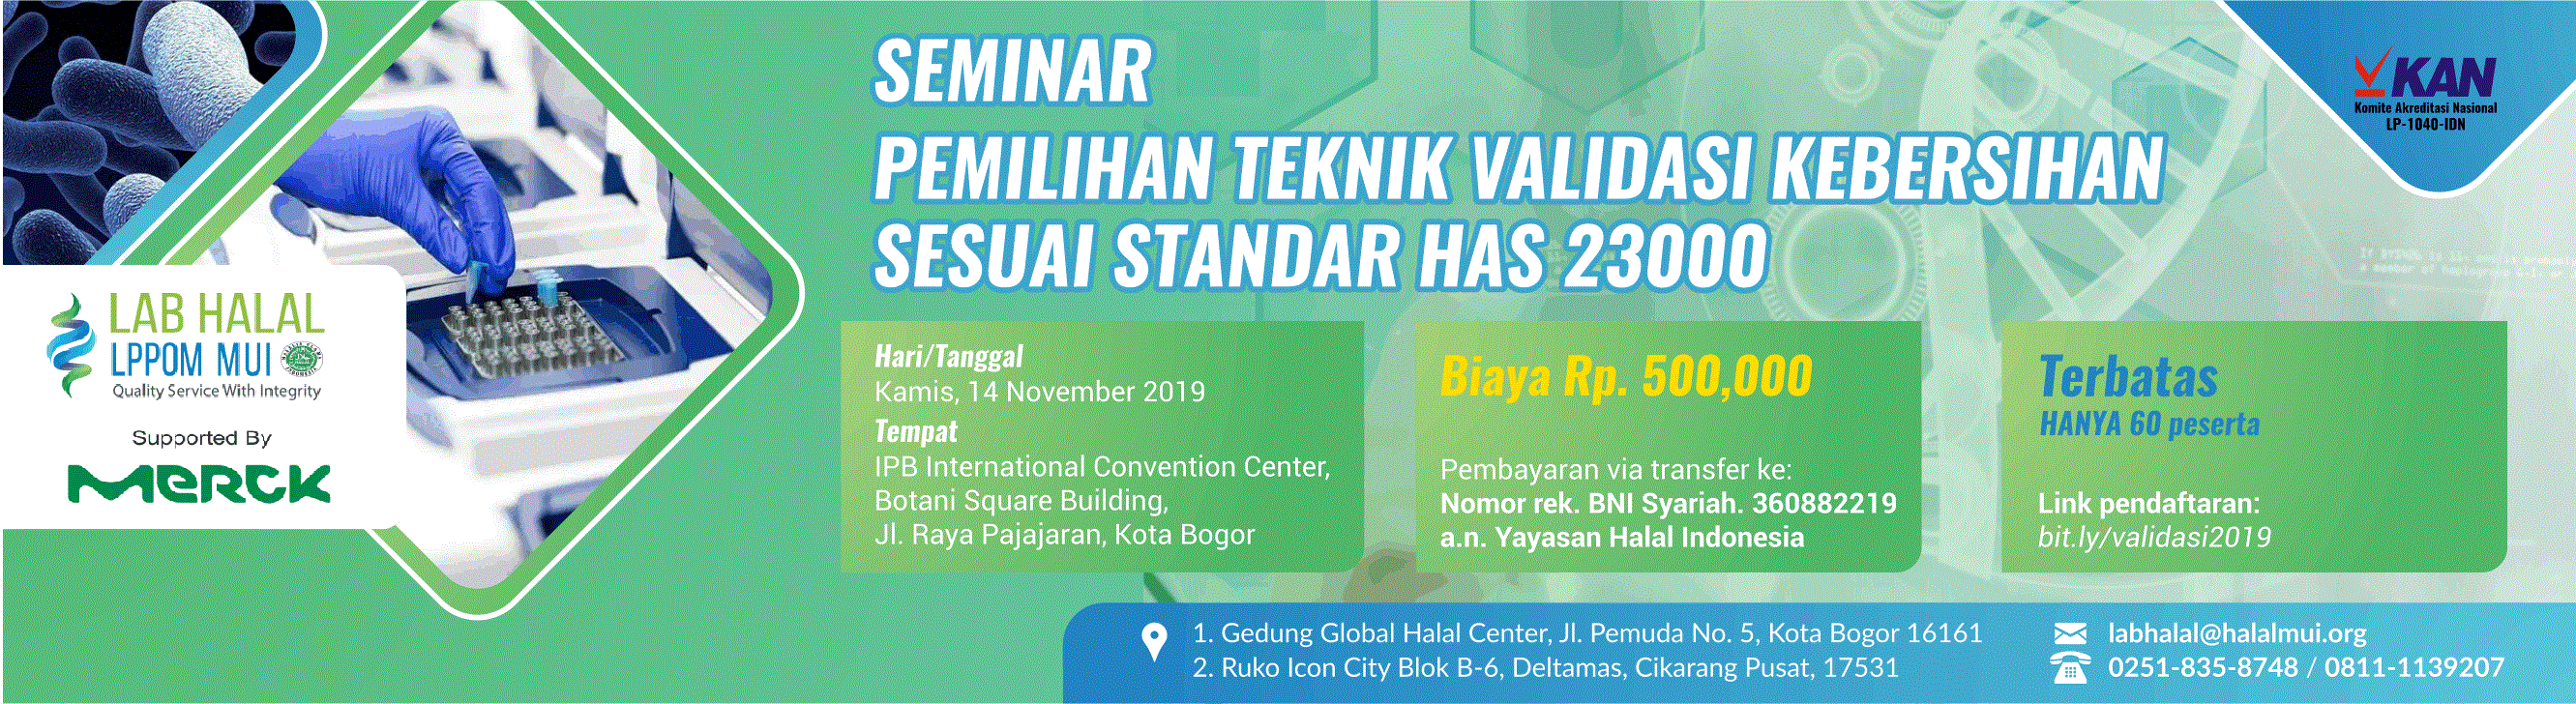 SEMINAR
PEMILIHAN TEKNIK VALIDASI KEBERSIHAN
SESUAI STANDAR HAS 23000
KAN
Komite Akreditasi Nasional
LP-1040-IDN
LAB HALAL
LPPOM MUI
Quality Service With Integrity
Supported By
MERCK
Hari/Tanggal
Kamis, 14 November 2019
Tempat
IPB International Convention Center,
Botani Square Building,
Jl. Raya Pajajaran, Kota Bogor
Biaya Rp. 500,000
Pembayaran via transfer ke:
Nomor rek. BNI Syariah. 360882219
a.n. Yayasan Halal Indonesia
Terbatas
HANYA 60 peserta
Link pendaftaran:
bit.ly/validasi2019
1. Gedung Global Halal Center, Jl. Pemuda No. 5, Kota Bogor 16161
2. Ruko Icon City Blok B-6, Deltamas, Cikarang Pusat, 17531
labhalal@halalmui.org
0251-835-8748 / 0811-1139207